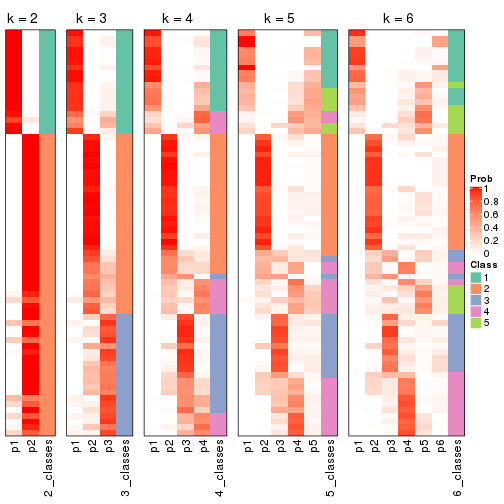 k = 2 k = 3 k = 4 k = 5 k = 6
Prob
1
0.8
0.6
0.4
0.2
0
Class
1
2
3
4
5
p1 p2 2_classes p1 p2 p3 3_classes p1 p2 p3 p4 4_classes p1 p2 p3 p4 p5 5_classes p1 p2 p3 p4 p5 p6 6_classes